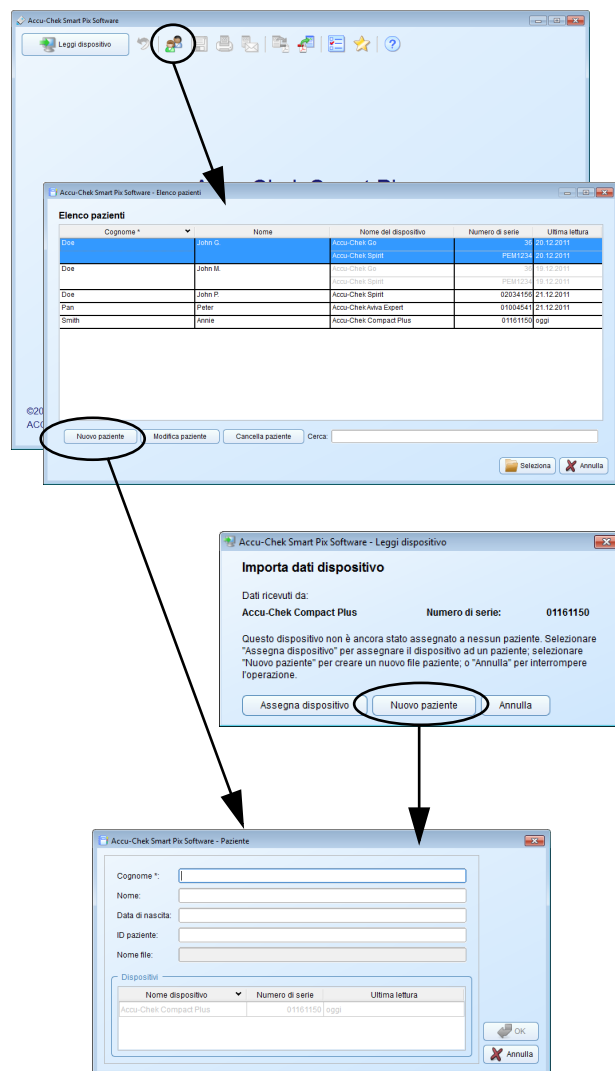 Accu-Chek Smart Pix Software
Leggi dispositivo
Accu-Chek Smart Pix Software - Elenco pazienti
Elenco pazienti
Cognome * Nome Nome del dispositivo Numero di serie Ultima lettura
Doe John G. Accu-Chek Go 36 20.12.2011
Accu-Chek Spirit PEM1234 20.12.2011
Doe John M. Accu-Chek Go 36 19.12.2011
Accu-Chek Spirit PEM1234 19.12.2011
Doe John P. Accu-Chek Spirit 02034156 21.12.2011
Pan Peter Accu-Chek Aviva Expert 01004541 21.12.2011
Smith Annie Accu-Chek Compact Plus 01161150 oggi
©20
ACC
Nuovo paziente Modifica paziente Cancella paziente Cerca:
Seleziona Annulla
Accu-Chek Smart Pix Software - Leggi dispositivo
Importa dati dispositivo
Dati ricevuti da:
Accu-Chek Compact Plus Numero di serie: 01161150
Questo dispositivo non è ancora stato assegnato a nessun paziente. Selezionare
"Assegna dispositivo" per assegnare il dispositivo ad un paziente; selezionare
"Nuovo paziente" per creare un nuovo file paziente; o "Annulla" per interrompere
l'operazione.
Assegna dispositivo Nuovo paziente Annulla
Accu-Chek Smart Pix Software - Paziente
Cognome *:
Nome:
Data di nascita:
ID paziente:
Nome file:
Dispositivi
Nome dispositivo Numero di serie Ultima lettura
Accu-Chek Compact Plus 01161150 oggi
OK
Annulla